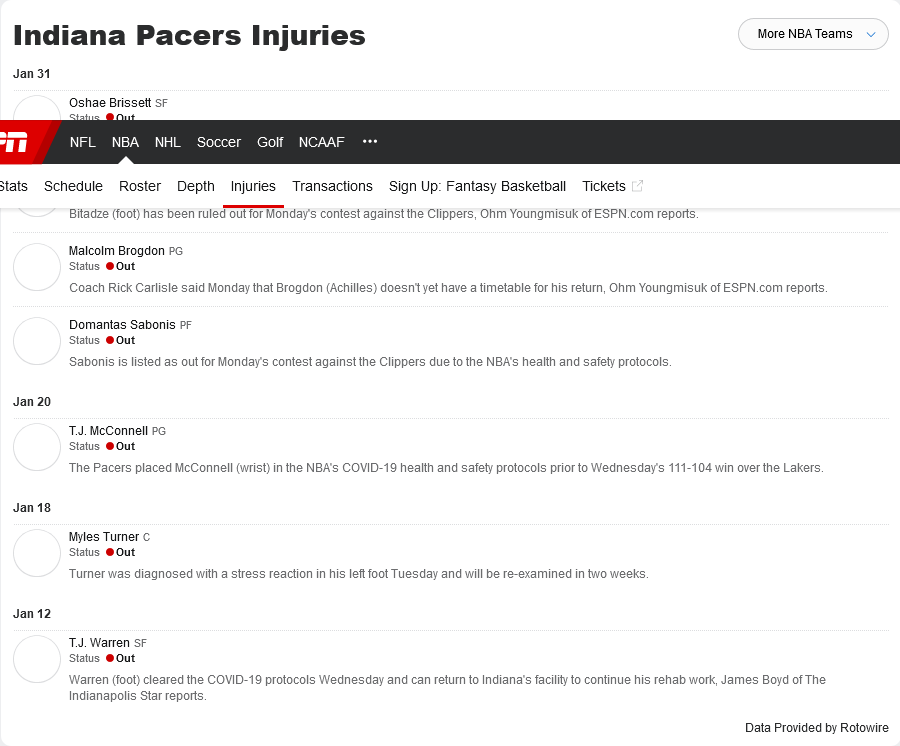 Indiana Pacers Injuries
More NBA Teams
Jan 31
Oshae Brissett SF
Status Out
NFL NBA NHL Soccer Golf NCAAF •••
Stats Schedule Roster Depth Injuries Transactions Sign Up: Fantasy Basketball Tickets
Bitadze (foot) has been ruled out for Monday's contest against the Clippers, Ohm Youngmisuk of ESPN.com reports.
Malcolm Brogdon PG
Status Out
Coach Rick Carlisle said Monday that Brogdon (Achilles) doesn't yet have a timetable for his return, Ohm Youngmisuk of ESPN.com reports.
Domantas Sabonis PF
Status Out
Sabonis is listed as out for Monday's contest against the Clippers due to the NBA's health and safety protocols.
Jan 20
T.J. McConnell PG
Status Out
The Pacers placed McConnell (wrist) in the NBA's COVID-19 health and safety protocols prior to Wednesday's 111-104 win over the Lakers.
Jan 18
Myles Turner C
Status Out
Turner was diagnosed with a stress reaction in his left foot Tuesday and will be re-examined in two weeks.
Jan 12
T.J. Warren SF
Status Out
Warren (foot) cleared the COVID-19 protocols Wednesday and can return to Indiana's facility to continue his rehab work, James Boyd of The
Indianapolis Star reports.
Data Provided by Rotowire